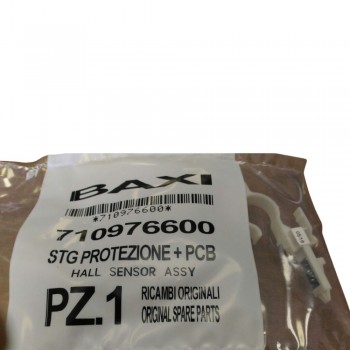 BAXI
*710976600*
710976600
STG PROTEZIONE + PCB
HALL SENSOR ASSY
PZ.1
RICAMBI ORIGINALI
ORIGINAL SPARE PARTS